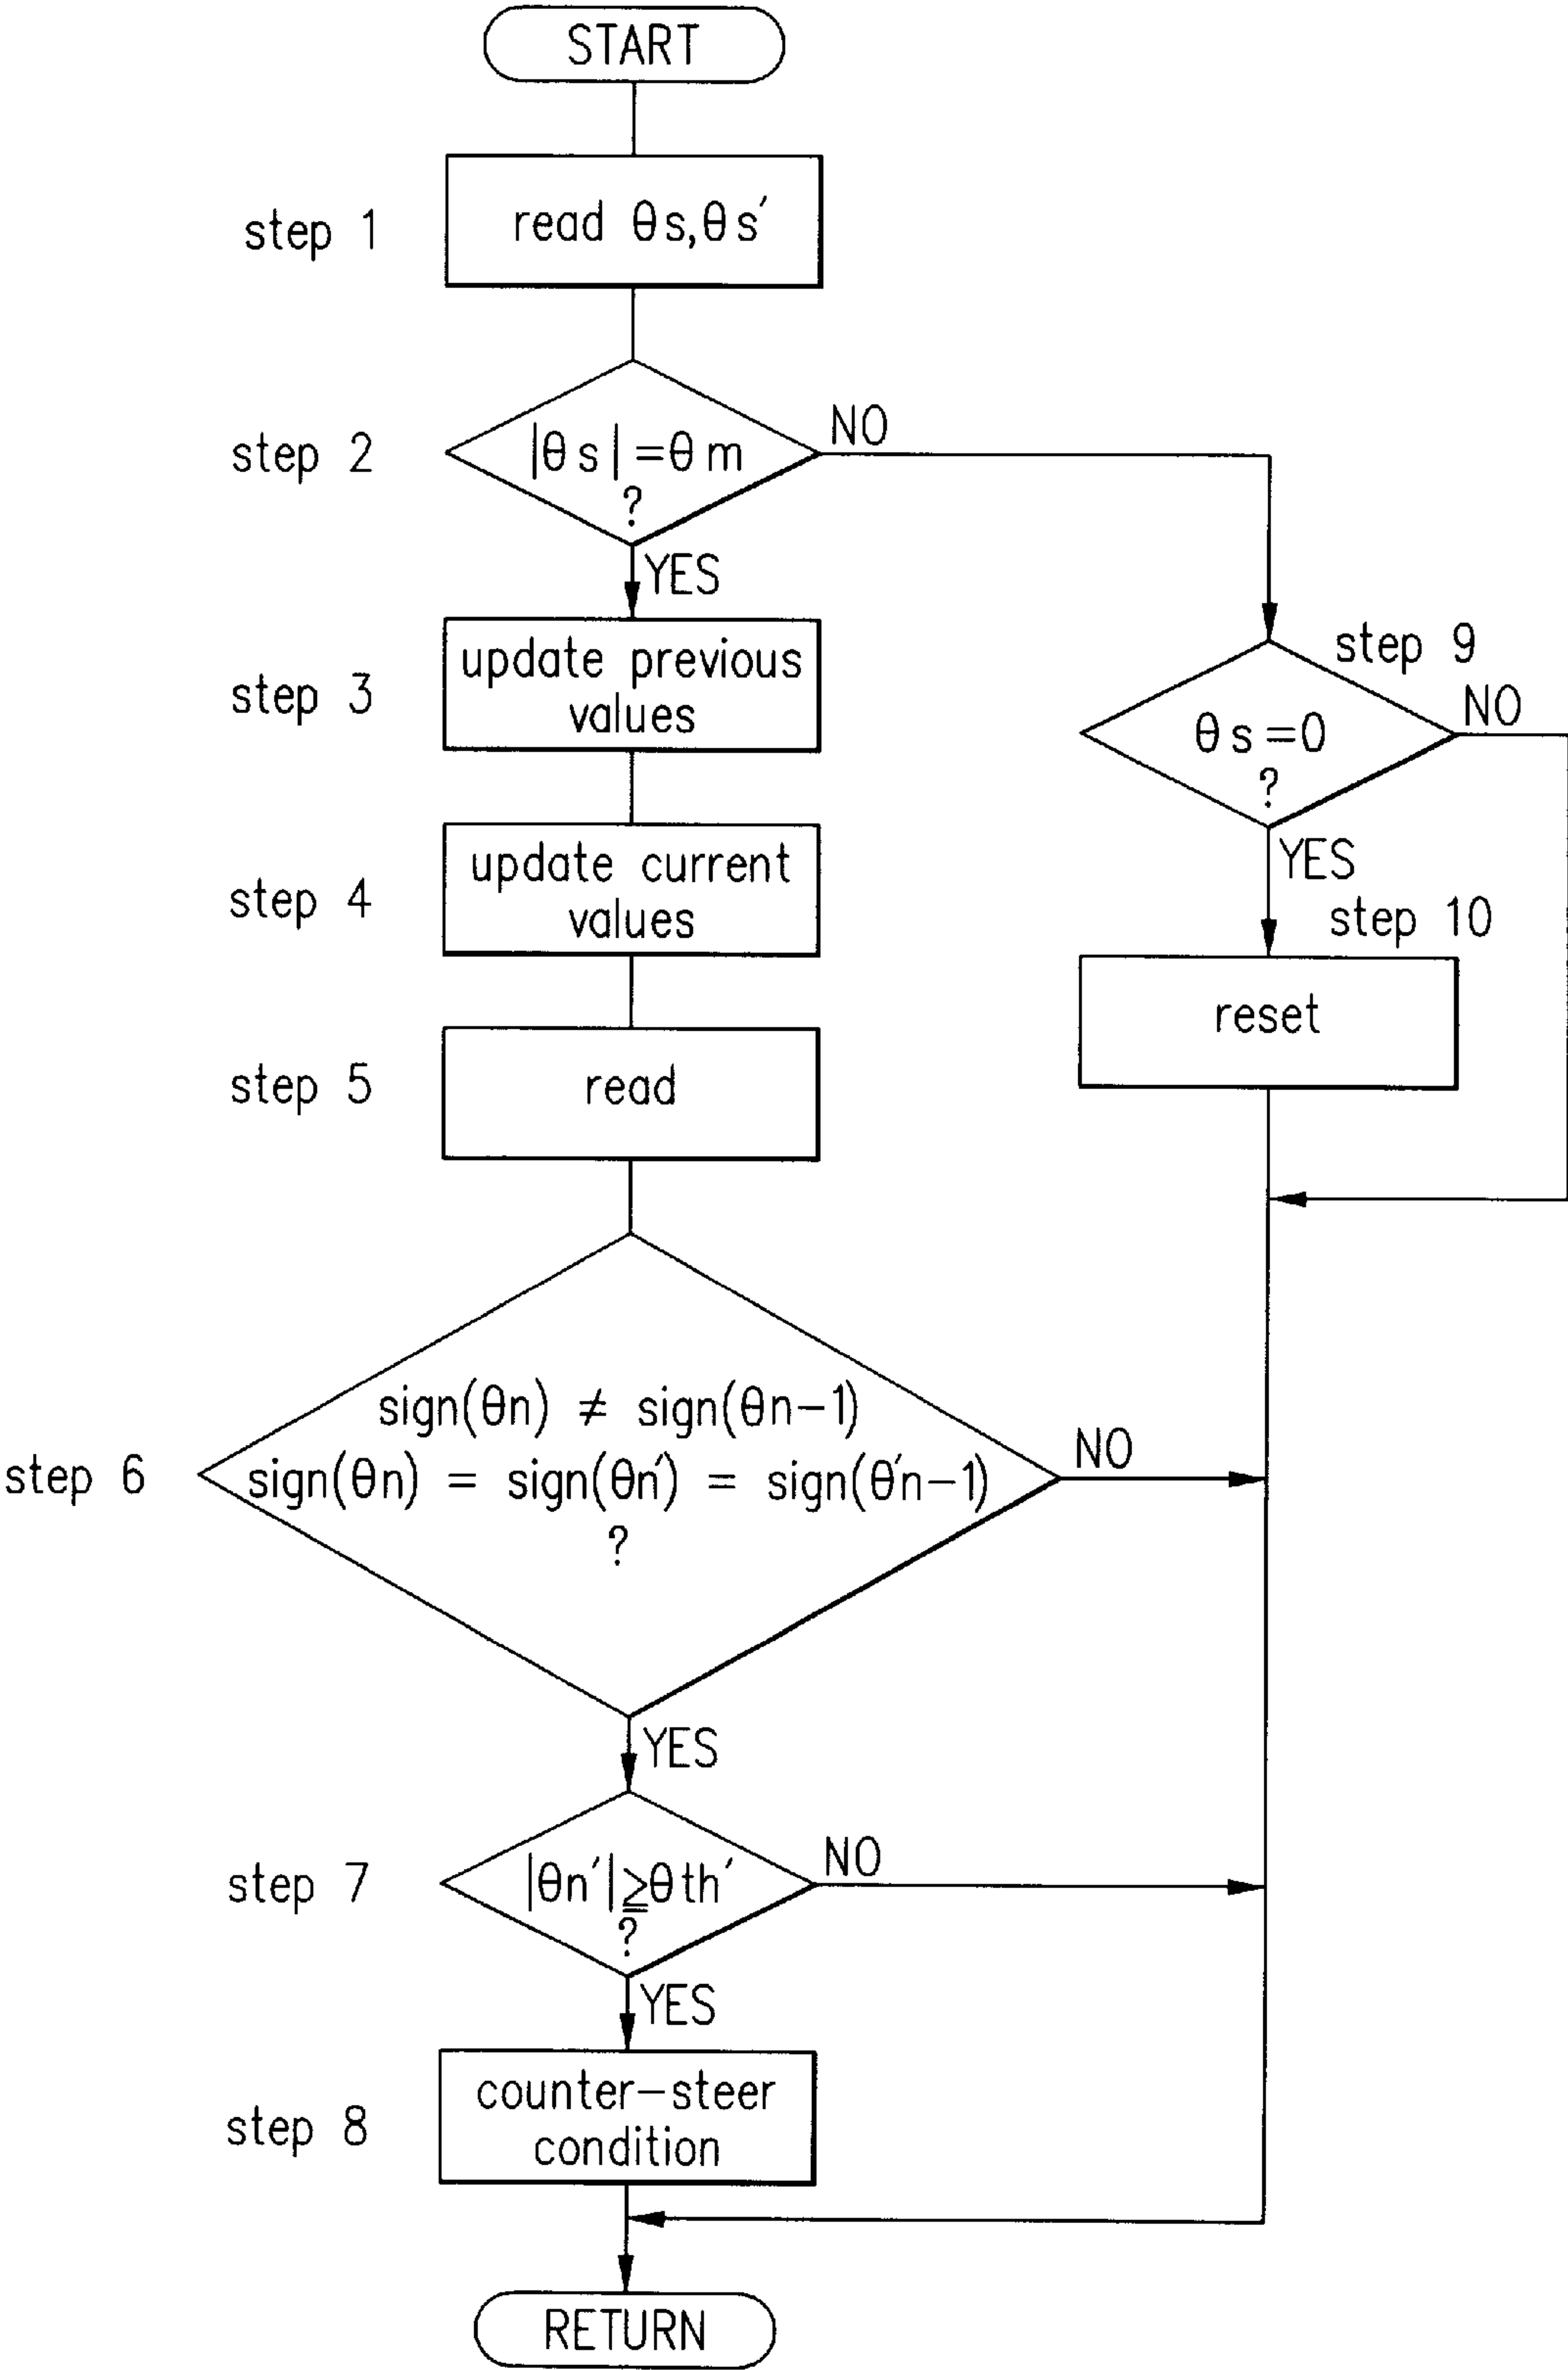 START
step 1
read θs,θs′
step 2
|θs|=θm
?
NO
YES
step 3
update previous
values
step 9
θs=0
?
NO
YES
step 4
update current
values
step 10
reset
step 5
read
step 6
sign(θn) ≠ sign(θn−1)
sign(θn) = sign(θn′) = sign(θ′n−1)
?
NO
YES
step 7
|θn′|≧θth′
?
NO
YES
step 8
counter-steer
condition
RETURN